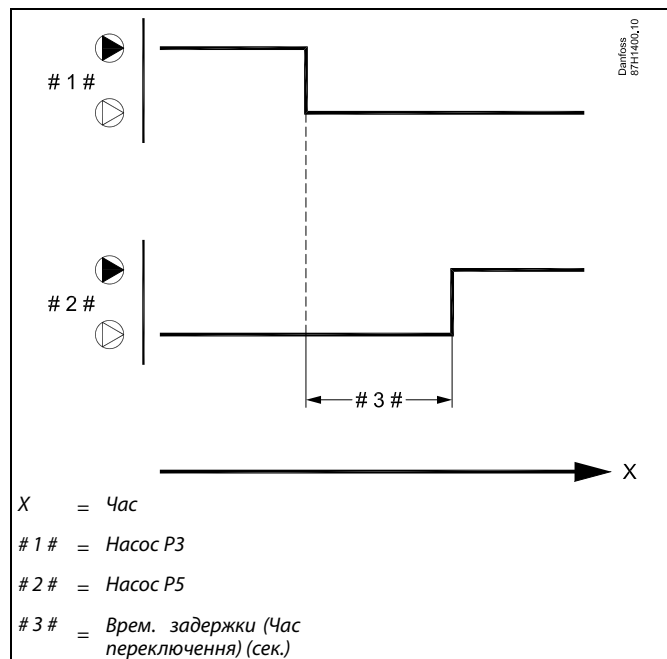 Danfoss
87H1400.10
# 1 #
# 2 #
# 3 #
X
X = Час
# 1 # = Насос P3
# 2 # = Насос P5
# 3 # = Врем. задержки (Час
переключення) (сек.)